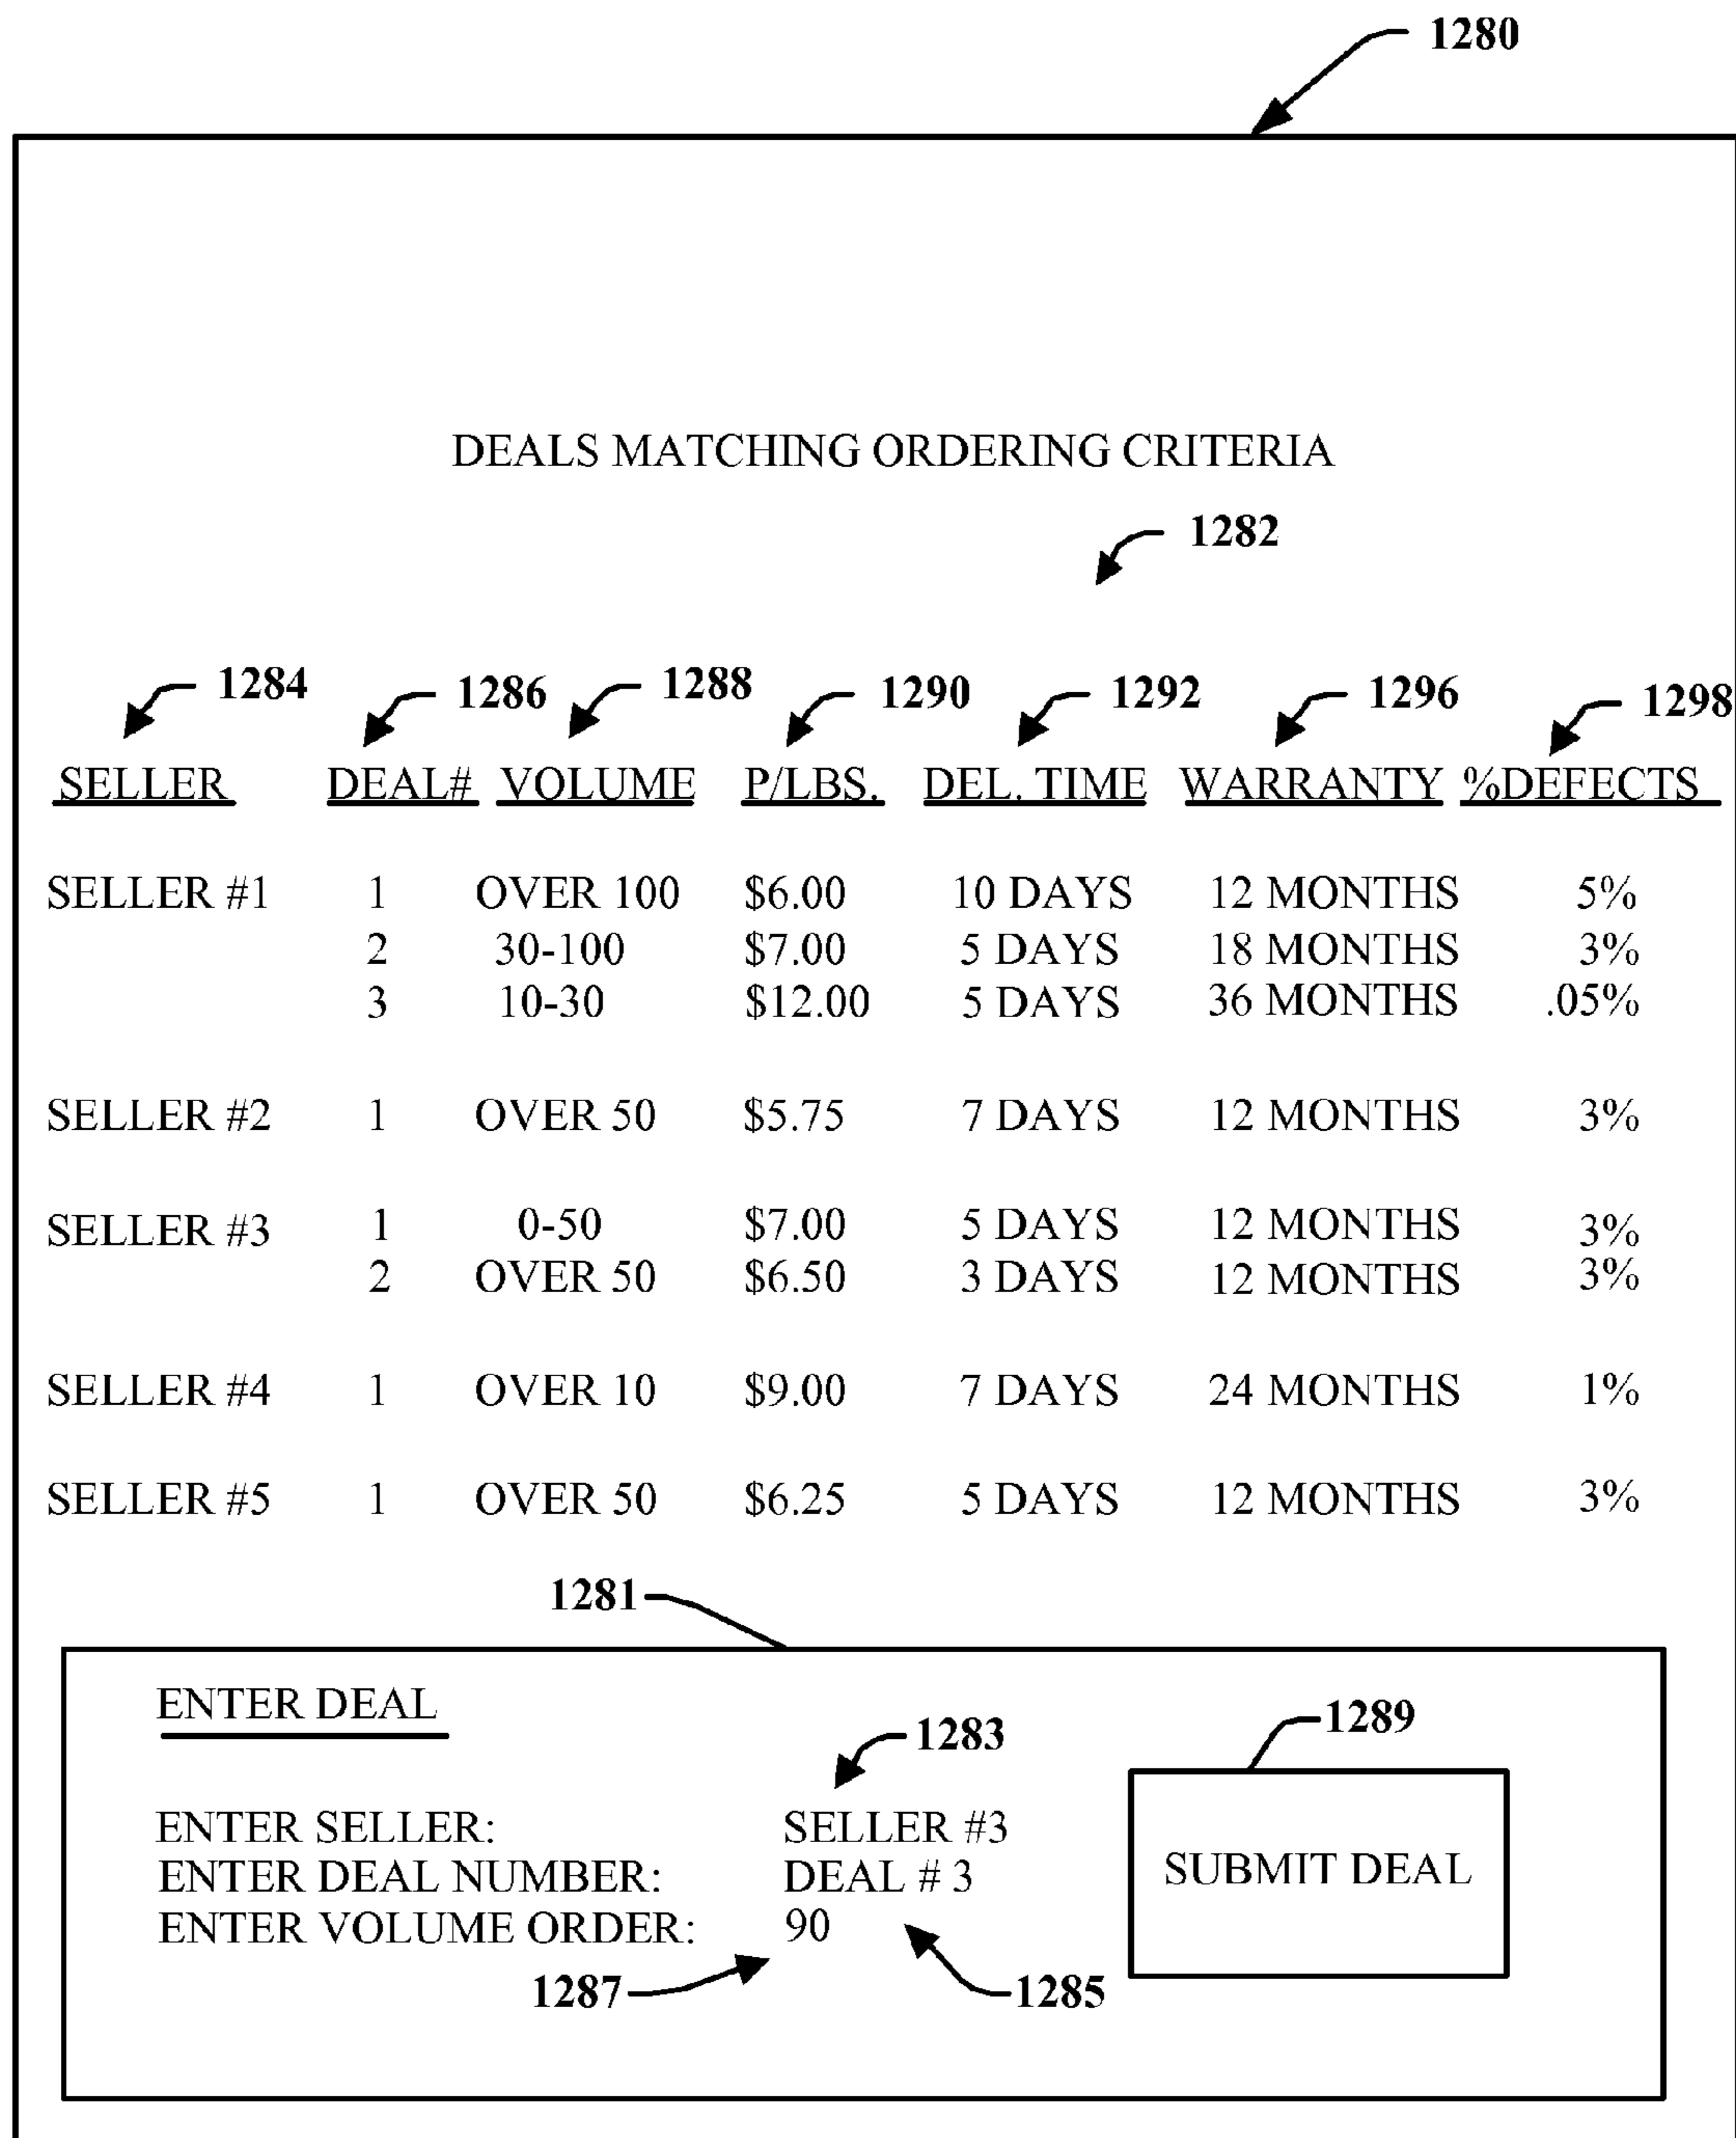 1280
DEALS MATCHING ORDERING CRITERIA
1282
1284 1286 1288 1290 1292 1296 1298
SELLER DEAL# VOLUME P/LBS. DEL. TIME WARRANTY %DEFECTS
SELLER #1 1 OVER 100 $6.00 10 DAYS 12 MONTHS 5%
2 30-100 $7.00 5 DAYS 18 MONTHS 3%
3 10-30 $12.00 5 DAYS 36 MONTHS .05%
SELLER #2 1 OVER 50 $5.75 7 DAYS 12 MONTHS 3%
SELLER #3 1 0-50 $7.00 5 DAYS 12 MONTHS 3%
2 OVER 50 $6.50 3 DAYS 12 MONTHS 3%
SELLER #4 1 OVER 10 $9.00 7 DAYS 24 MONTHS 1%
SELLER #5 1 OVER 50 $6.25 5 DAYS 12 MONTHS 3%
1281
ENTER DEAL
1283 1289
ENTER SELLER: SELLER #3
ENTER DEAL NUMBER: DEAL # 3
SUBMIT DEAL
ENTER VOLUME ORDER: 90
1287 1285